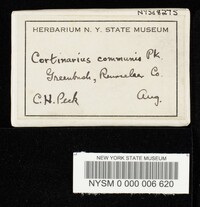 NYSf8275
HERBARIUM N. Y. STATE MUSEUM
Cortinarius communis Pk.
Greenbush, Rensselaer Co.
C. H. Peck Aug.
NEW YORK STATE MUSEUM
NYSM 0 000 006 620